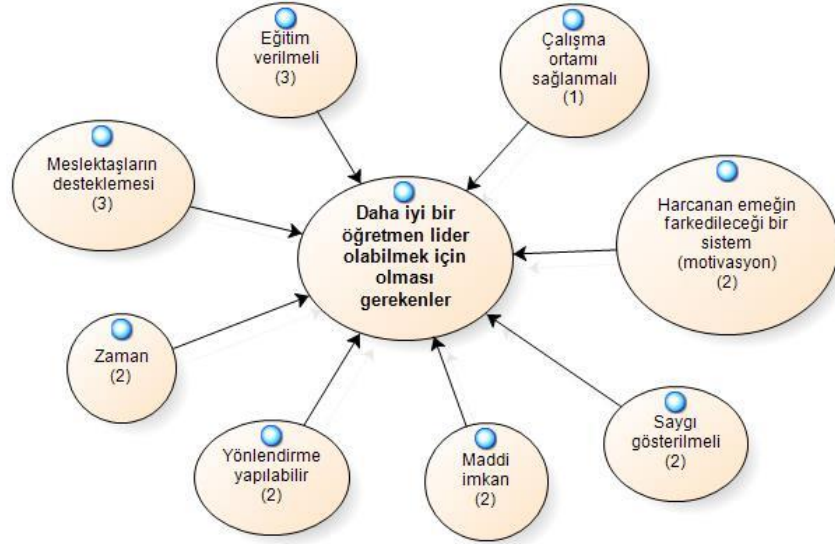 Eğitim
verilmeli
(3)
Çalışma
ortamı
sağlanmalı
(1)
Meslektaşların
desteklemesi
(3)
Daha iyi bir
öğretmen lider
olabilmek için
olması
gerekenler
Harcanan emeğin
farkedileceği bir
sistem
(motivasyon)
(2)
Zaman
(2)
Yönlendirme
yapılabilir
(2)
Maddi
imkan
(2)
Saygı
gösterilmeli
(2)